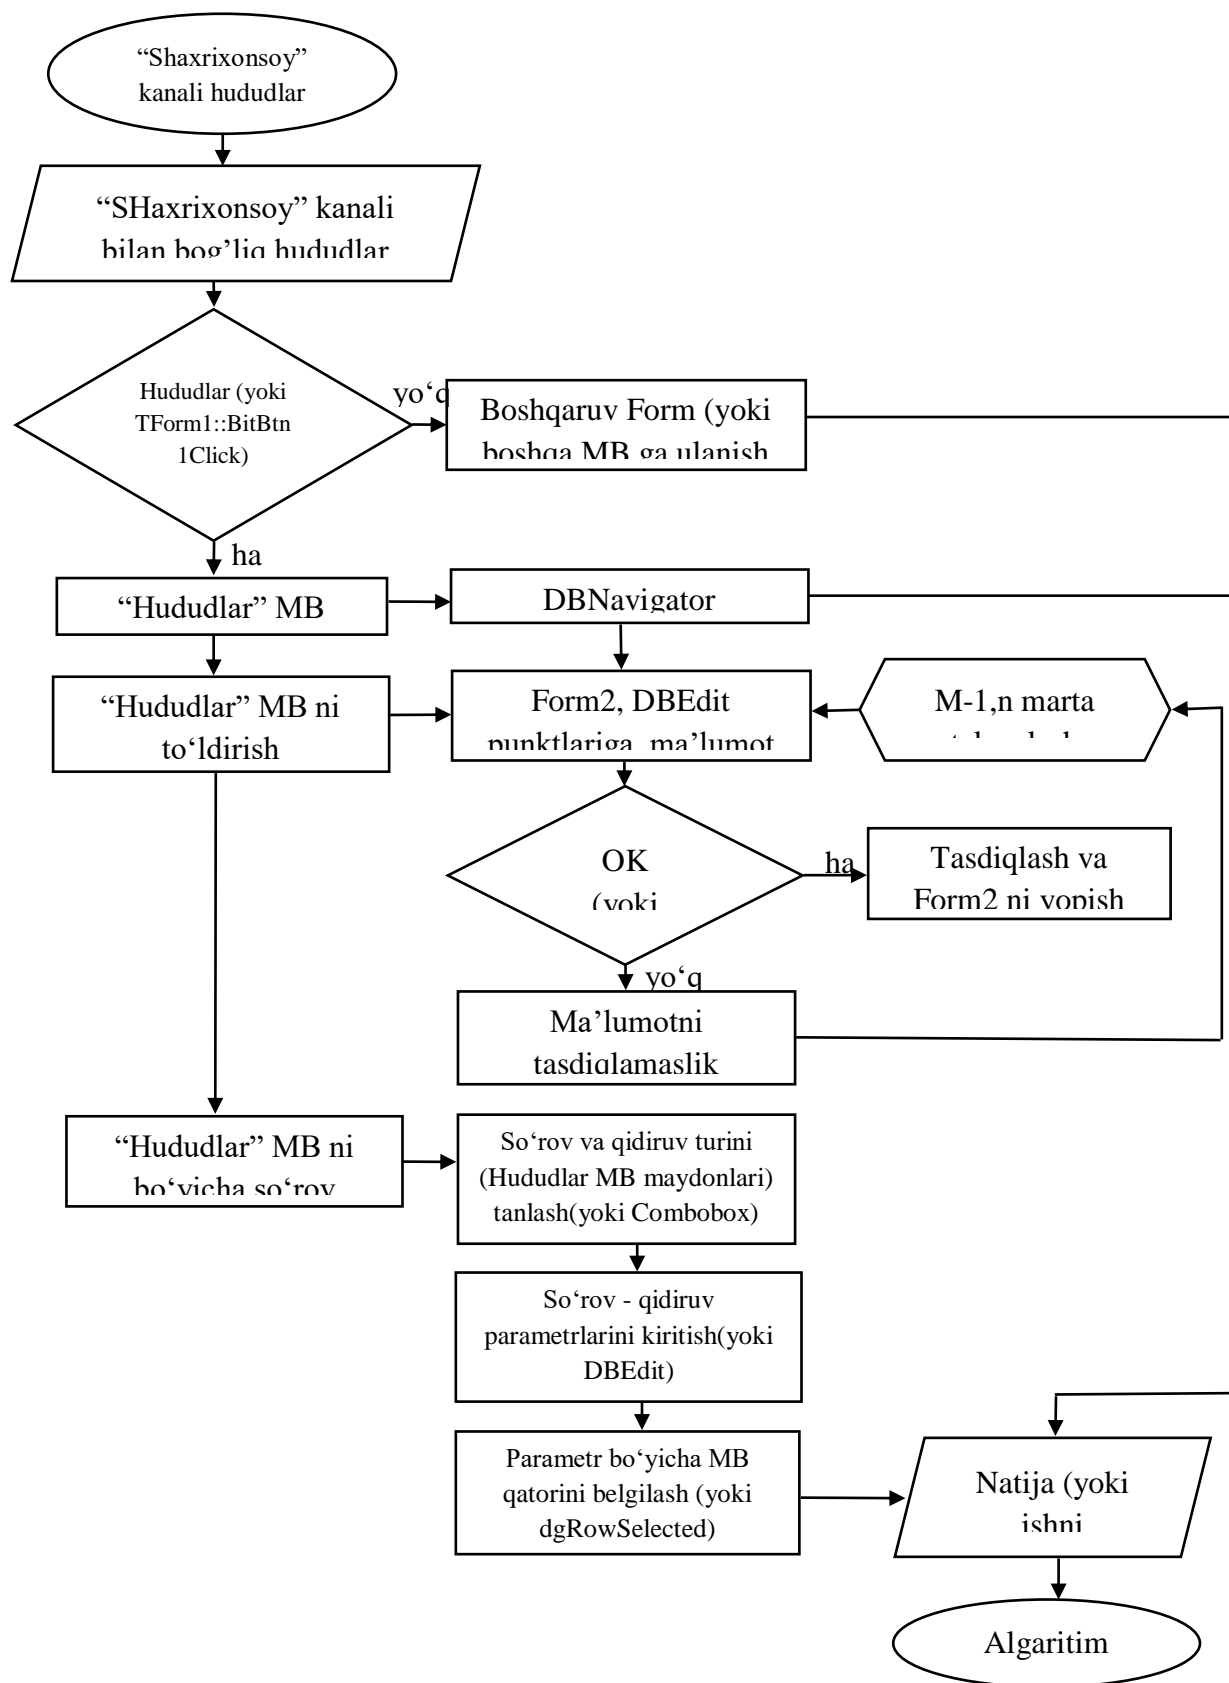 “Shaxrixonsoy”
kanali hududlar
“SHaxrixonsoy” kanali
bilan bog’liq hududlar
Hududlar (yoki
TForm1::BitBtn
1Click)
yo‘q
Boshqaruv Form (yoki
boshqa MB ga ulanish
ha
“Hududlar” MB
DBNavigator
“Hududlar” MB ni
to‘ldirish
Form2, DBEdit
punktlariga ma’lumot
M-1,n marta
OK
(yoki
ha
Tasdiqlash va
Form2 ni yopish
yo‘q
Ma’lumotni
tasdiqlamaslik
“Hududlar” MB ni
bo‘yicha so‘rov
So‘rov va qidiruv turini
(Hududlar MB maydonlari)
tanlash(yoki Combobox)
So‘rov - qidiruv
parametrlarini kiritish(yoki
DBEdit)
Parametr bo‘yicha MB
qatorini belgilash (yoki
dgRowSelected)
Natija (yoki
ishni
Algaritim